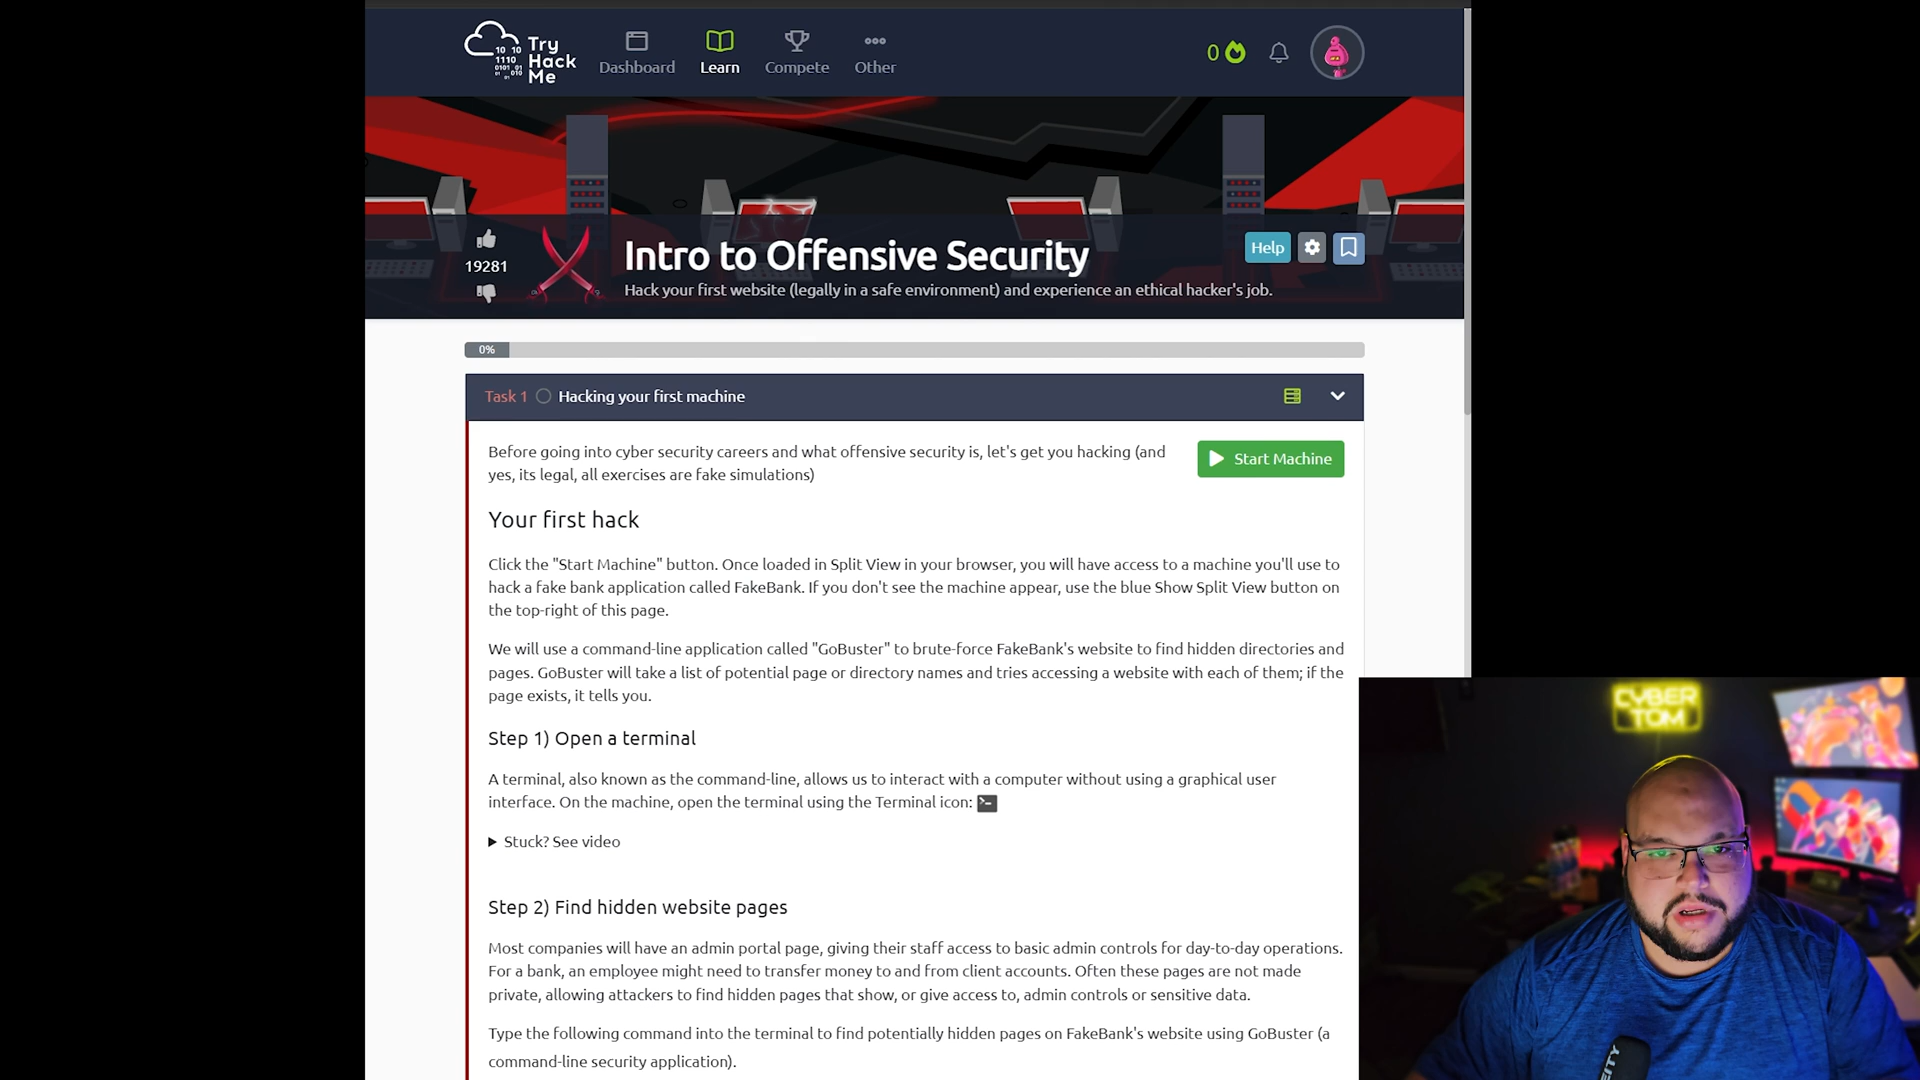 Try
Hack
Me
Dashboard
Learn
Compete
Other
0
19281
Intro to Offensive Security
Hack your first website (legally in a safe environment) and experience an ethical hacker's job.
Help
0%
Task 1
Hacking your first machine
Before going into cyber security careers and what offensive security is, let's get you hacking (and
yes, its legal, all exercises are fake simulations)
Start Machine
Your first hack
Click the "Start Machine" button. Once loaded in Split View in your browser, you will have access to a machine you'll use to
hack a fake bank application called FakeBank. If you don't see the machine appear, use the blue Show Split View button on
the top-right of this page.
We will use a command-line application called "GoBuster" to brute-force FakeBank's website to find hidden directories and
pages. GoBuster will take a list of potential page or directory names and tries accessing a website with each of them; if the
page exists, it tells you.
Step 1) Open a terminal
A terminal, also known as the command-line, allows us to interact with a computer without using a graphical user
interface. On the machine, open the terminal using the Terminal icon:
Stuck? See video
Step 2) Find hidden website pages
Most companies will have an admin portal page, giving their staff access to basic admin controls for day-to-day operations.
For a bank, an employee might need to transfer money to and from client accounts. Often these pages are not made
private, allowing attackers to find hidden pages that show, or give access to, admin controls or sensitive data.
Type the following command into the terminal to find potentially hidden pages on FakeBank's website using GoBuster (a
command-line security application).
CYBER
TOM